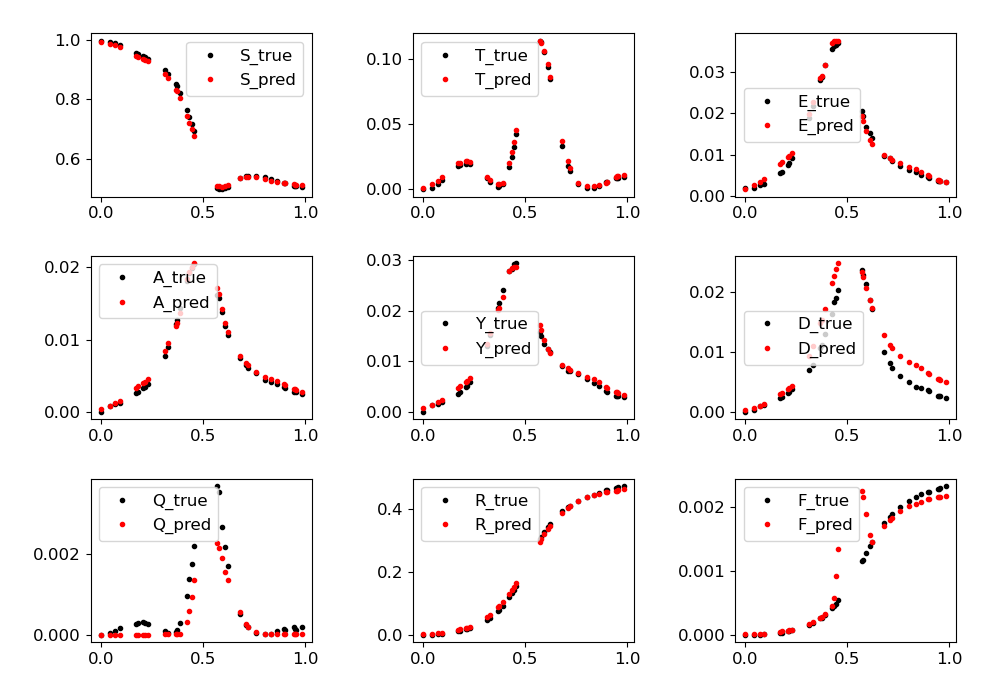 1.0
0.8
0.6
S_true
S_pred
0.0 0.5 1.0
0.10
0.05
0.00
T_true
T_pred
0.0 0.5 1.0
0.03
0.02
0.01
0.00
E_true
E_pred
0.0 0.5 1.0
0.02
0.01
0.00
A_true
A_pred
0.0 0.5 1.0
0.03
0.02
0.01
0.00
Y_true
Y_pred
0.0 0.5 1.0
0.02
0.01
0.00
D_true
D_pred
0.0 0.5 1.0
0.002
0.000
Q_true
Q_pred
0.0 0.5 1.0
0.4
0.2
0.0
R_true
R_pred
0.0 0.5 1.0
0.002
0.001
0.000
F_true
F_pred
0.0 0.5 1.0